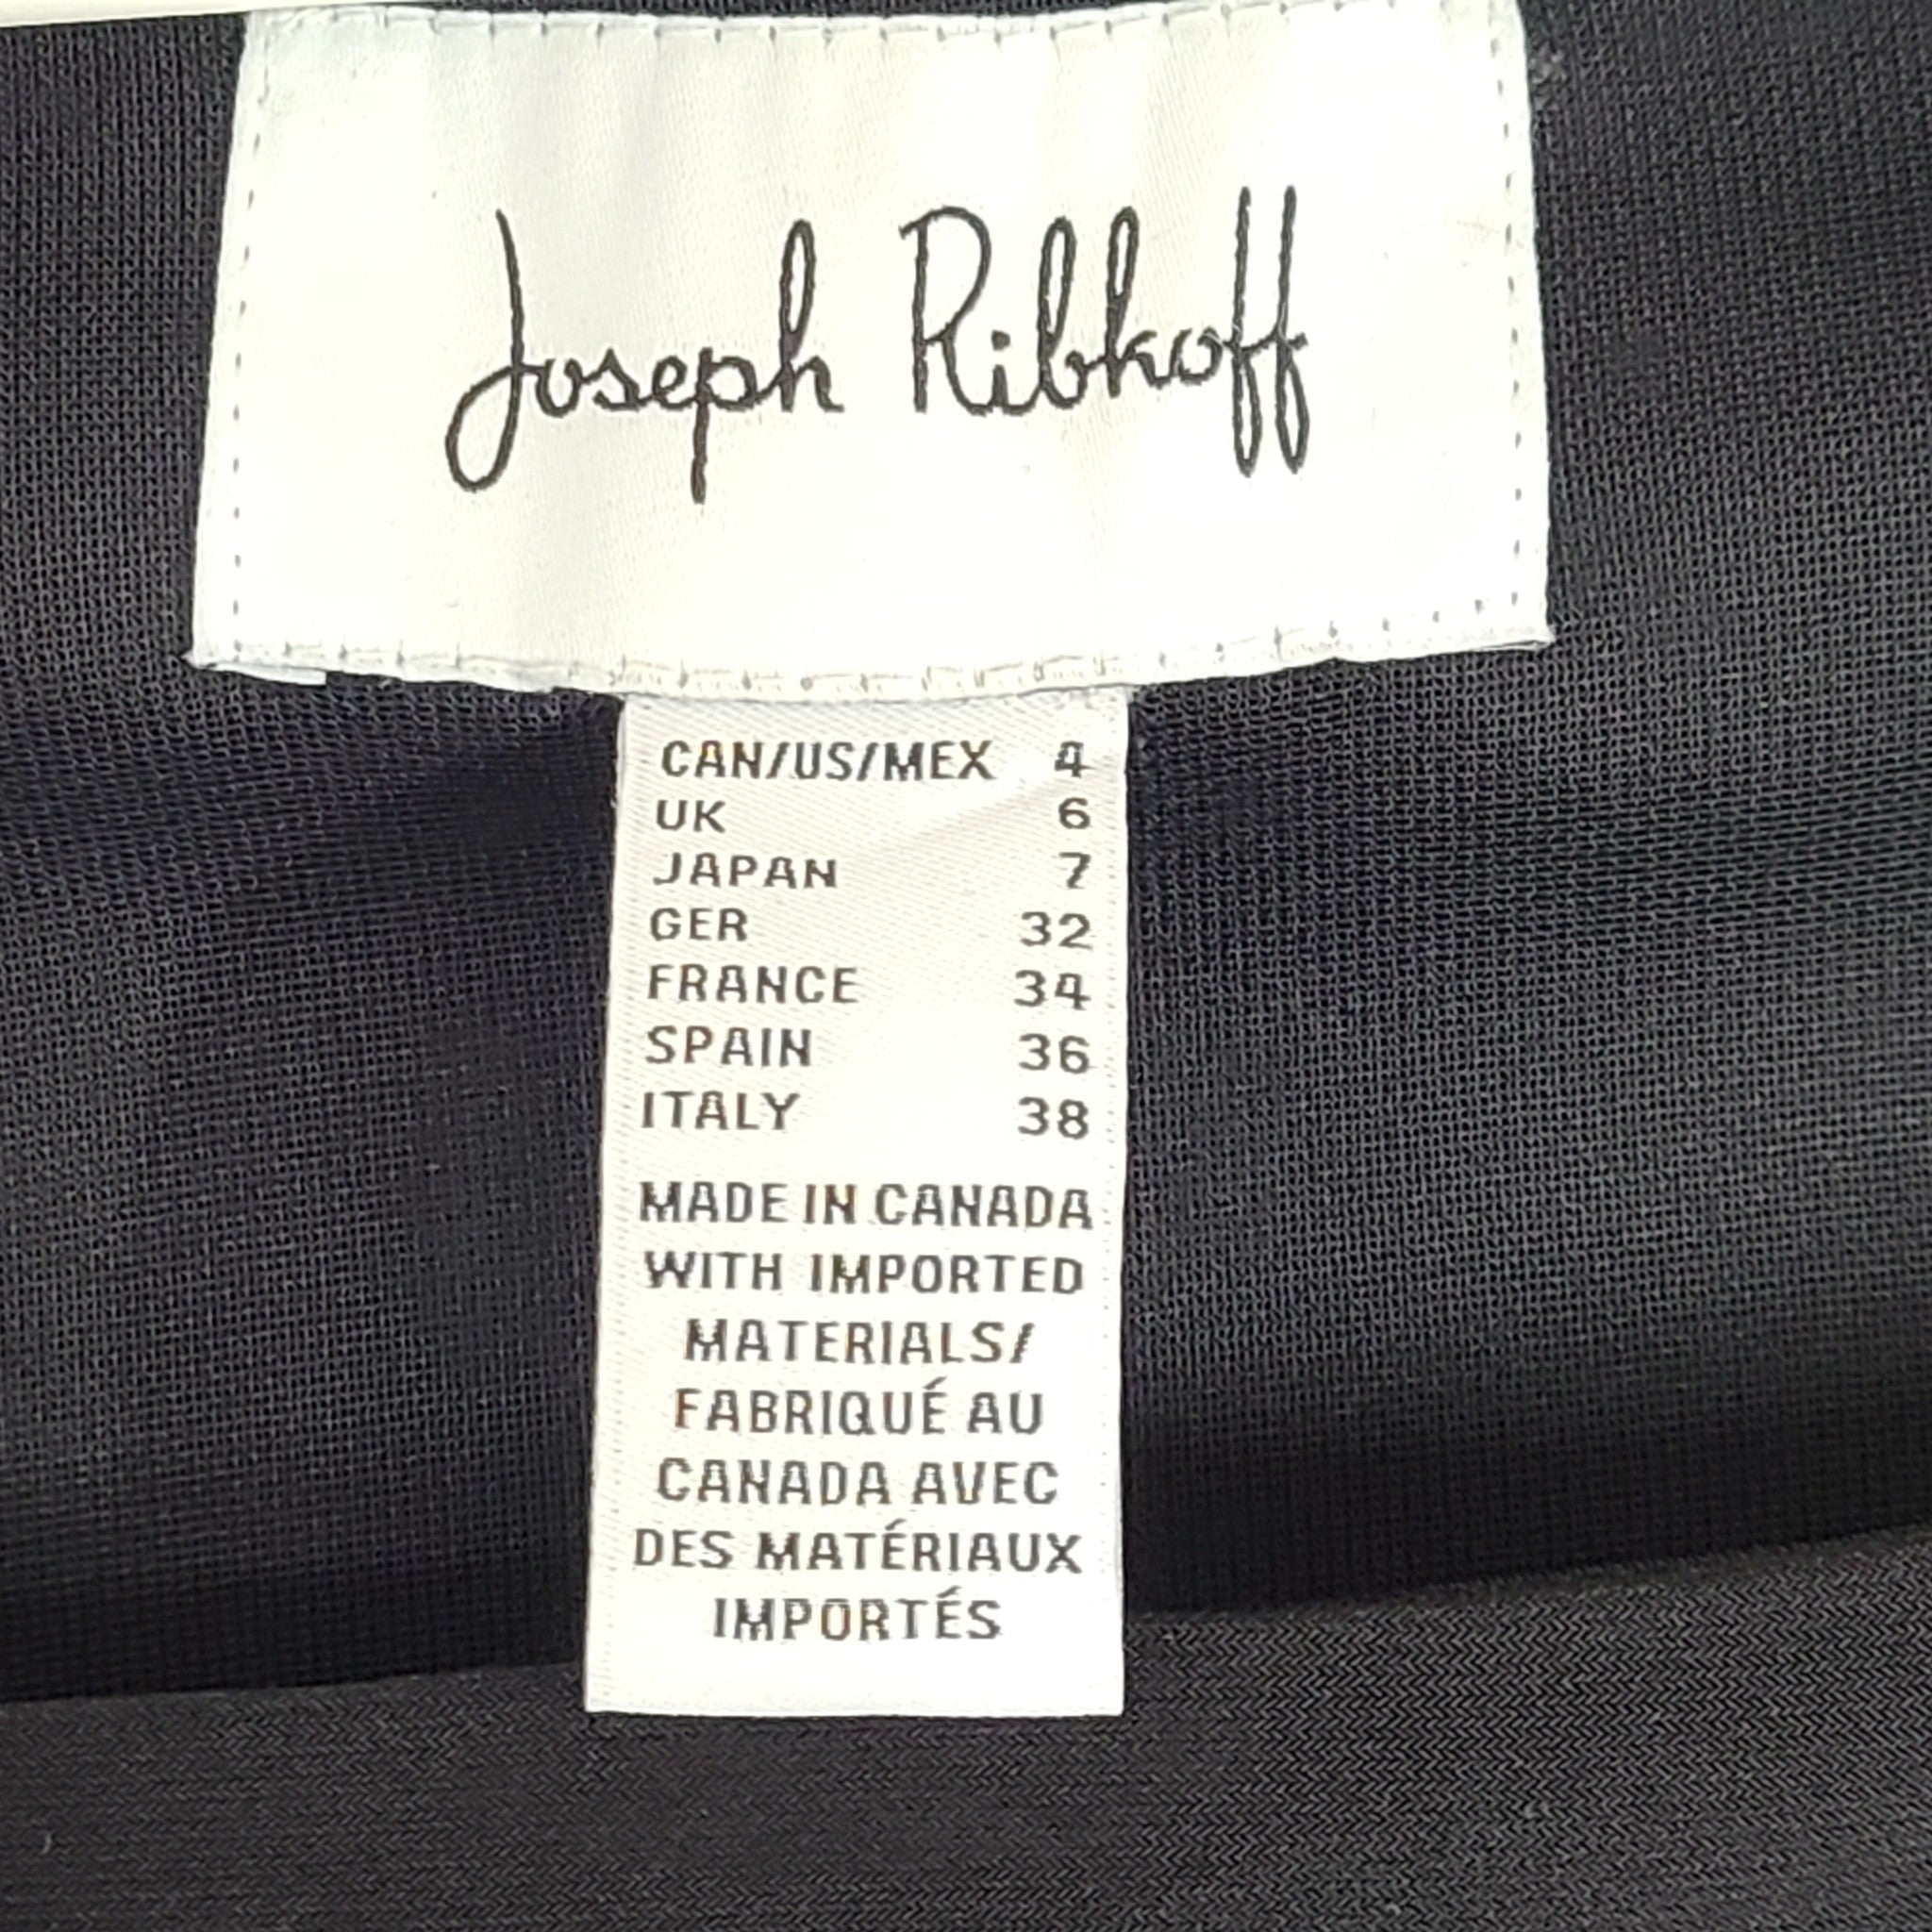 Joseph Ribkoff
CAN/US/MEX 4
UK 6
JAPAN 7
GER 32
FRANCE 34
SPAIN 36
ITALY 38
MADE IN CANADA
WITH IMPORTED
MATERIALS/
FABRIQUÉ AU
CANADA AVEC
DES MATÉRIAUX
IMPORTÉS